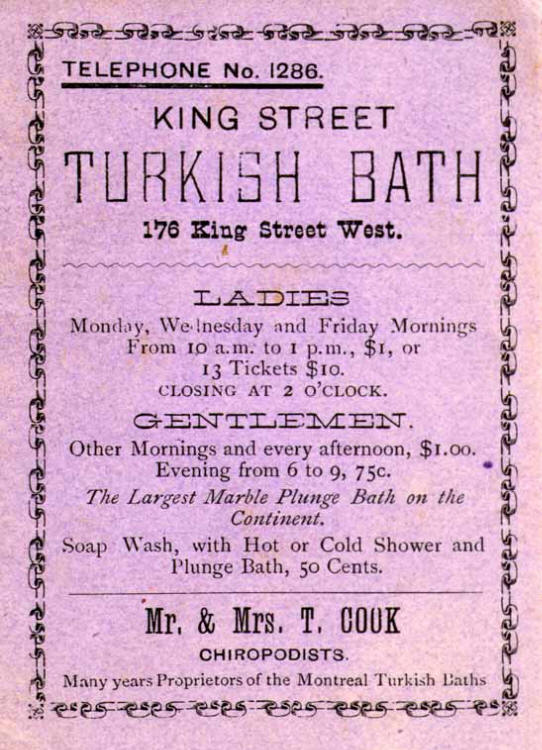 TELEPHONE No. 1286.
KING STREET
TURKISH BATH
176 King Street West.
LADIES
Monday, Wednesday and Friday Mornings
From 10 a.m. to 1 p.m., $1, or
13 Tickets $10.
CLOSING AT 2 O'CLOCK.
GENTLEMEN.
Other Mornings and every afternoon, $1.00.
Evening from 6 to 9, 75c.
The Largest Marble Plunge Bath on the
Continent.
Soap Wash, with Hot or Cold Shower and
Plunge Bath, 50 Cents.
Mr. & Mrs. T. COOK
CHIROPODISTS.
Many years Proprietors of the Montreal Turkish Baths